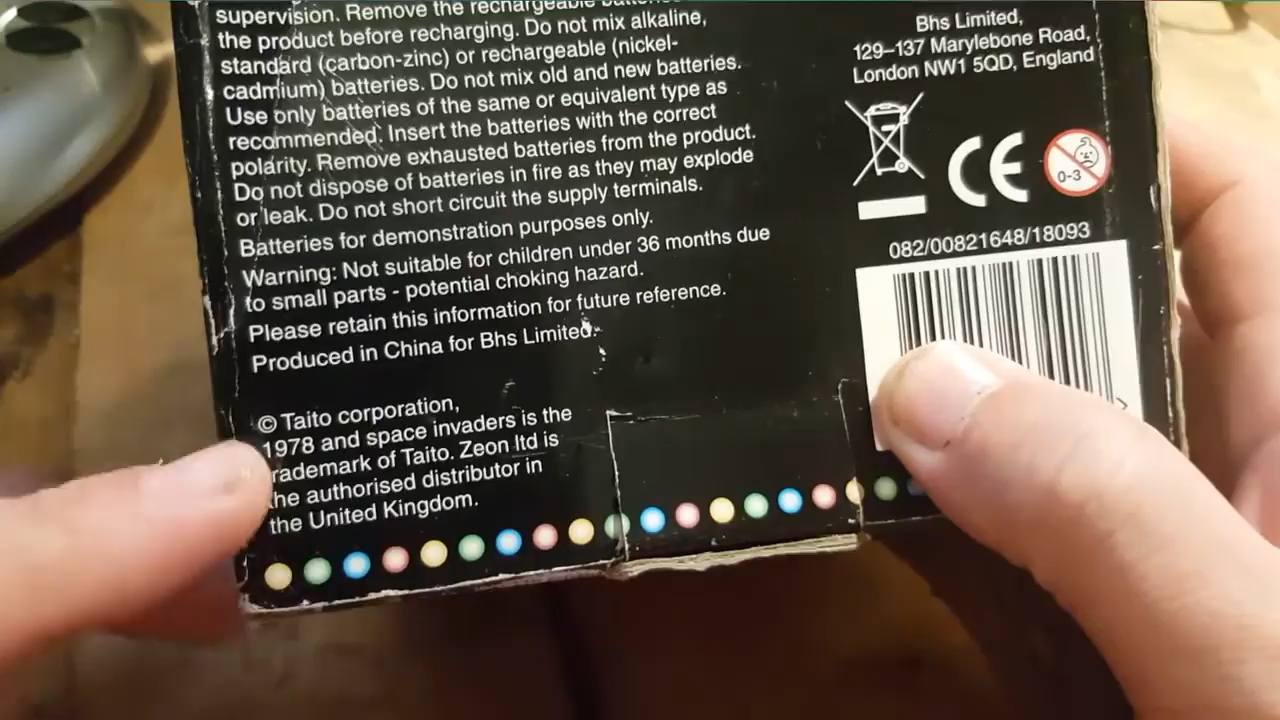 supervision. Remove the rechargeable batteries
the product before recharging. Do not mix alkaline,
standard (carbon-zinc) or rechargeable (nickel-
cadmium) batteries. Do not mix old and new batteries.
Use only batteries of the same or equivalent type as
recommended. Insert the batteries with the correct
polarity. Remove exhausted batteries from the product.
Do not dispose of batteries in fire as they may explode
or leak. Do not short circuit the supply terminals.
Batteries for demonstration purposes only.
Warning: Not suitable for children under 36 months due
to small parts - potential choking hazard.
Please retain this information for future reference.
Produced in China for Bhs Limited.
© Taito corporation,
1978 and space invaders is the
rademark of Taito. Zeon ltd is
he authorised distributor in
the United Kingdom.
Bhs Limited,
129-137 Marylebone Road,
London NW1 5QD, England
CE
0-3
082/00821648/18093